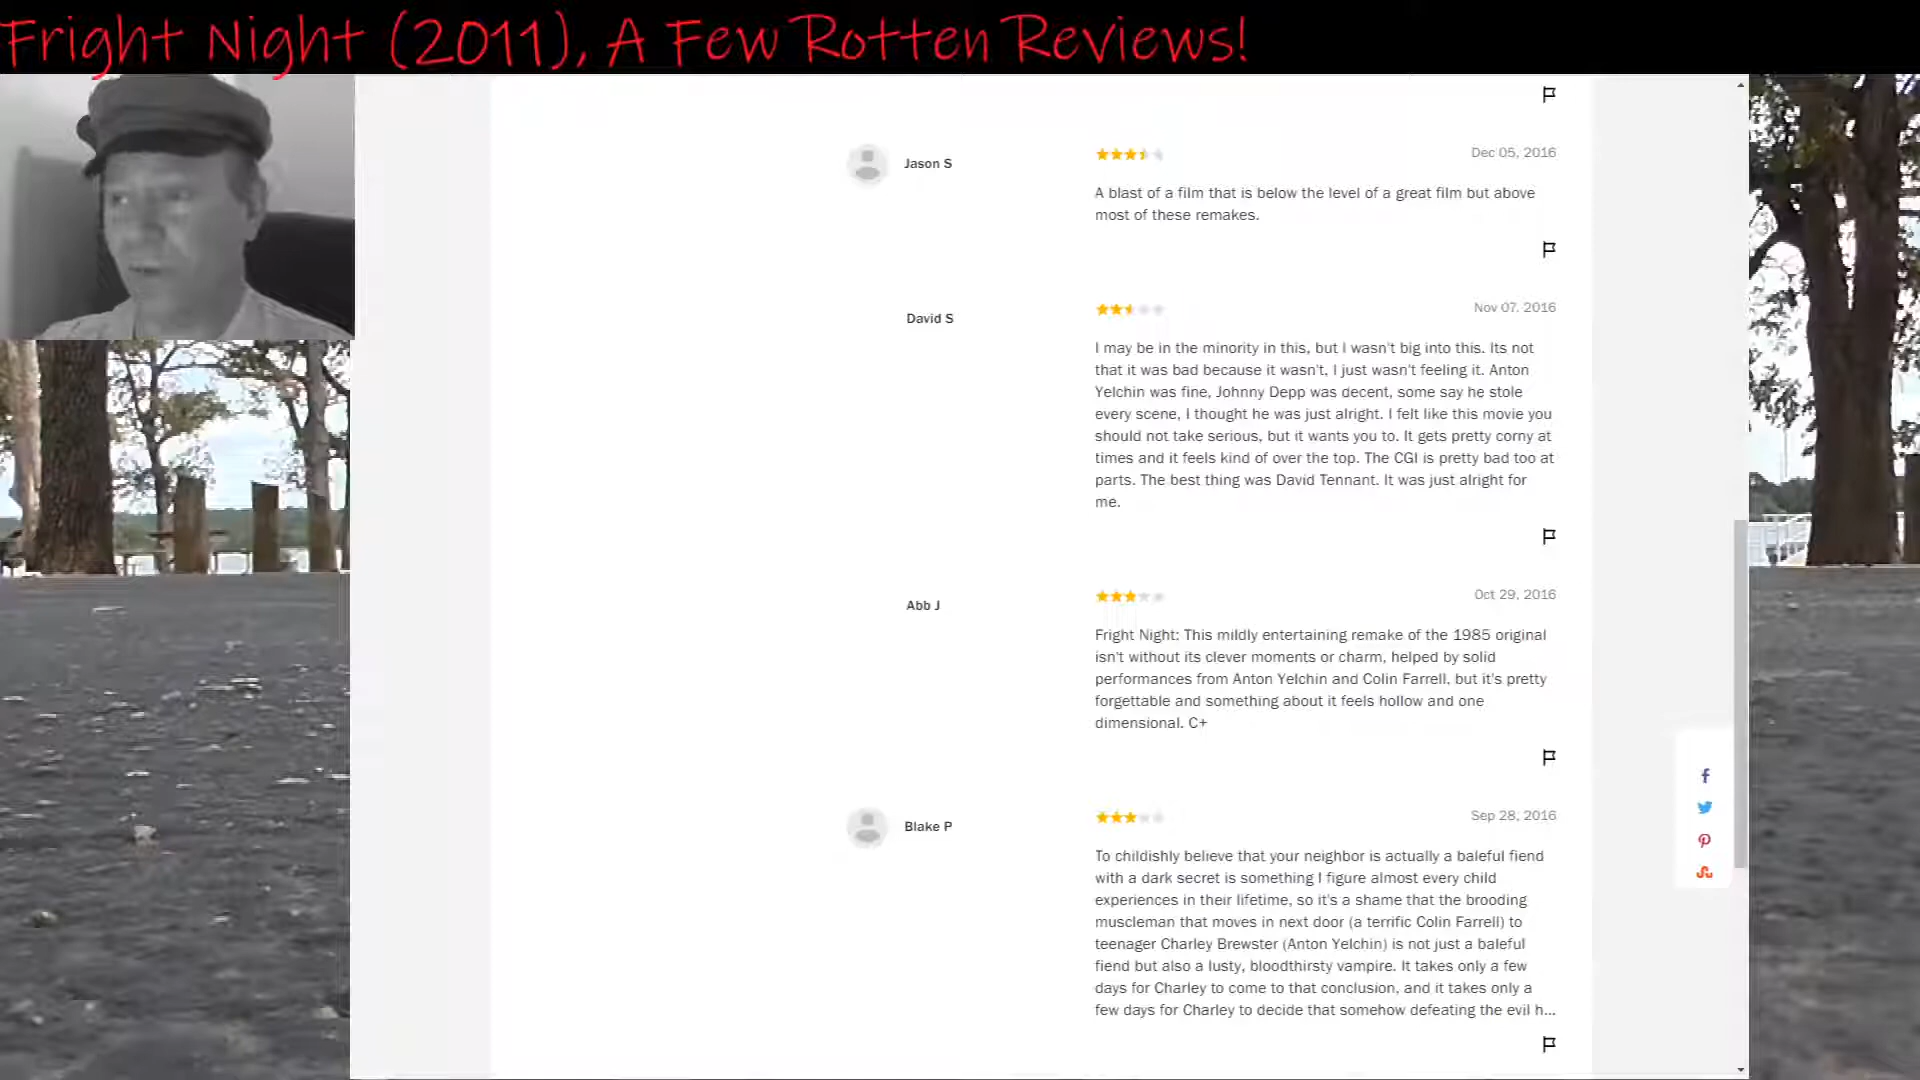 Fright Night (2011), A Few Rotten Reviews!
Jason S
Dec 05, 2016
A blast of a film that is below the level of a great film but above
most of these remakes.
David S
Nov 07, 2016
I may be in the minority in this, but I wasn't big into this. Its not
that it was bad because it wasn't, I just wasn't feeling it. Anton
Yelchin was fine, Johnny Depp was decent, some say he stole
every scene, I thought he was just alright. I felt like this movie you
should not take serious, but it wants you to. It gets pretty corny at
times and it feels kind of over the top. The CGI is pretty bad too at
parts. The best thing was David Tennant. It was just alright for
me.
Abb J
Oct 29, 2016
Fright Night: This mildly entertaining remake of the 1985 original
isn't without its clever moments or charm, helped by solid
performances from Anton Yelchin and Colin Farrell, but it's pretty
forgettable and something about it feels hollow and one
dimensional. C+
Blake P
Sep 28, 2016
To childishly believe that your neighbor is actually a baleful fiend
with a dark secret is something I figure almost every child
experiences in their lifetime, so it's a shame that the brooding
muscleman that moves in next door (a terrific Colin Farrell) to
teenager Charley Brewster (Anton Yelchin) is not just a baleful
fiend but also a lusty, bloodthirsty vampire. It takes only a few
days for Charley to come to that conclusion, and it takes only a
few days for Charley to decide that somehow defeating the evil h...